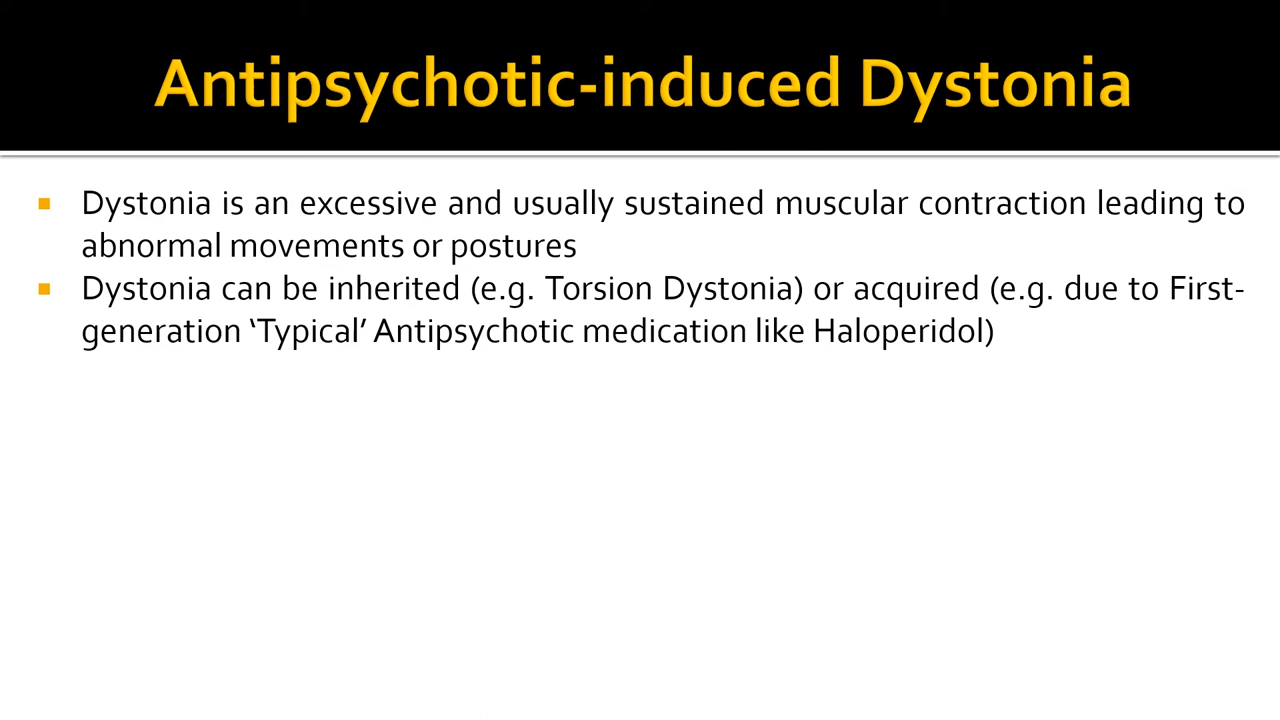 Antipsychotic-induced Dystonia
Dystonia is an excessive and usually sustained muscular contraction leading to
abnormal movements or postures
Dystonia can be inherited (e.g. Torsion Dystonia) or acquired (e.g. due to First-
generation ‘Typical’ Antipsychotic medication like Haloperidol)